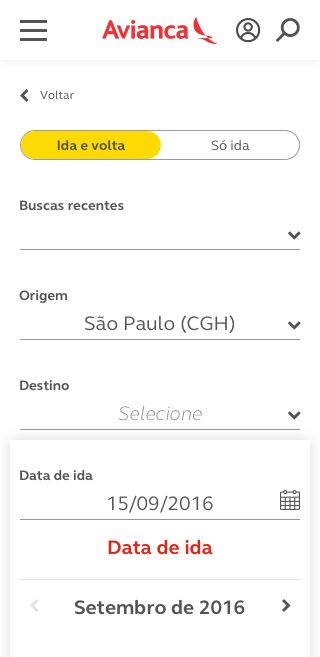 Avianca
Voltar
Ida e volta
Só ida
Buscas recentes
Origem
São Paulo (CGH)
Destino
Selecione
Data de ida
15/09/2016
Data de ida
Setembro de 2016